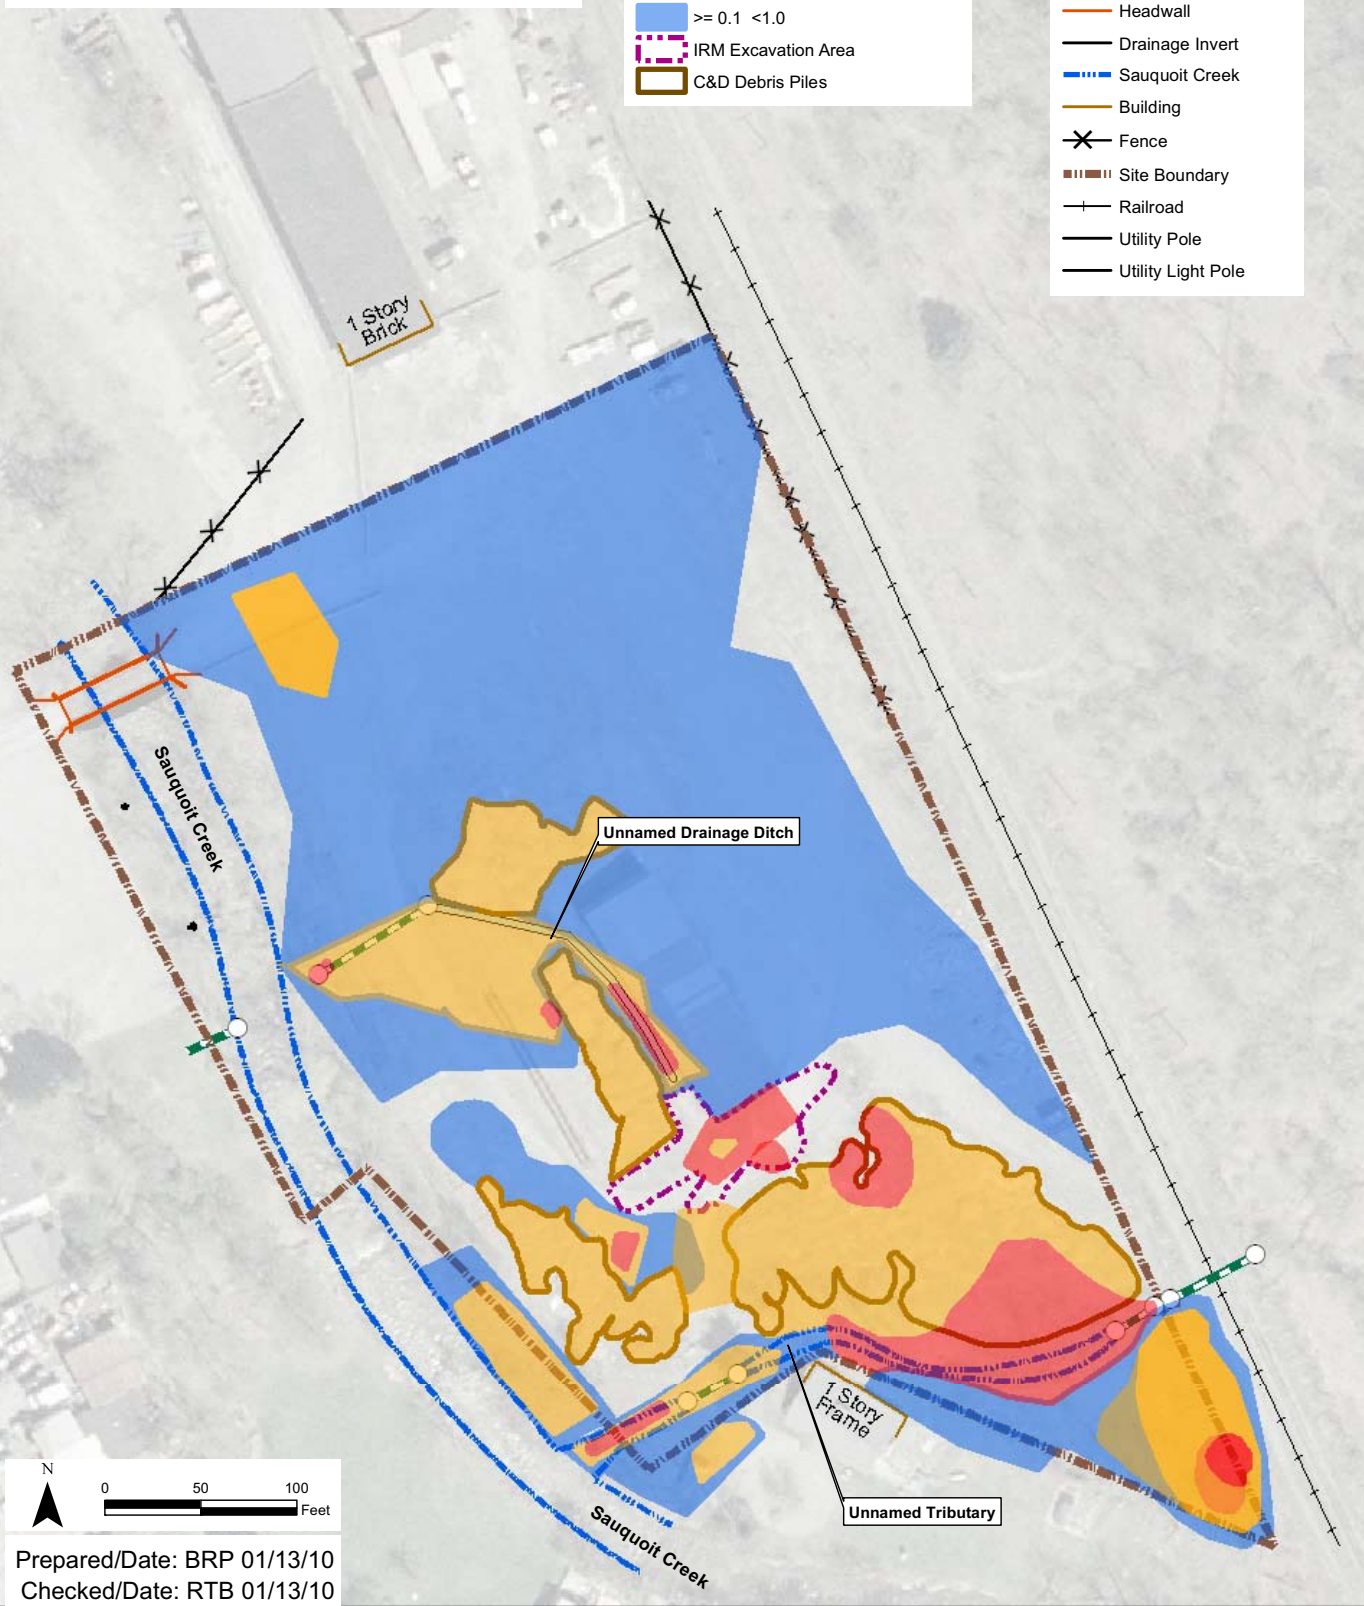 >= 0.1 <1.0
IRM Excavation Area
C&D Debris Piles
Headwall
Drainage Invert
Sauquoit Creek
Building
Fence
Site Boundary
Railroad
Utility Pole
Utility Light Pole
1 Story
Brick
Sauquoit Creek
Unnamed Drainage Ditch
1 Story
Frame
Unnamed Tributary
Sauquoit Creek
N
0 50 100
Feet
Prepared/Date: BRP 01/13/10
Checked/Date: RTB 01/13/10